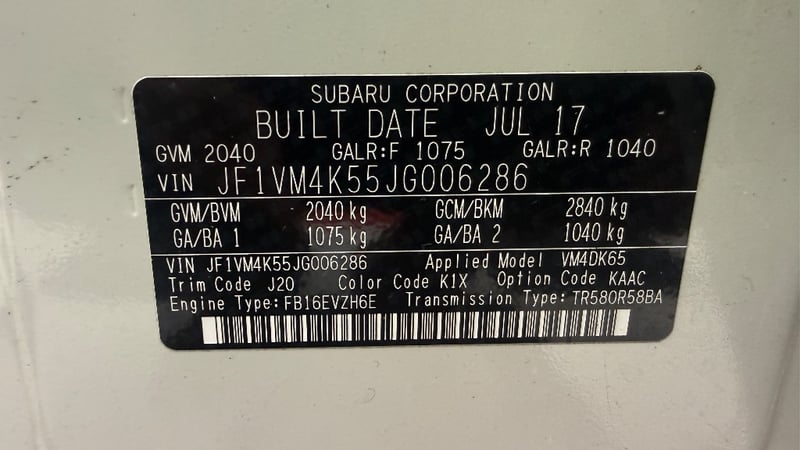 SUBARU CORPORATION
BUILT DATE JUL 17
GVM 2040 GALR:F 1075 GALR:R 1040
VIN JF1VM4K55JG006286
GVM/BVM 2040 kg GCM/BKM 2840 kg
GA/BA 1 1075 kg GA/BA 2 1040 kg
VIN JF1VM4K55JG006286 Applied Model VM4DK65
Trim Code J20 Color Code K1X Option Code KAAC
Engine Type:FB16EVZH6E Transmission Type:TR580R58BA